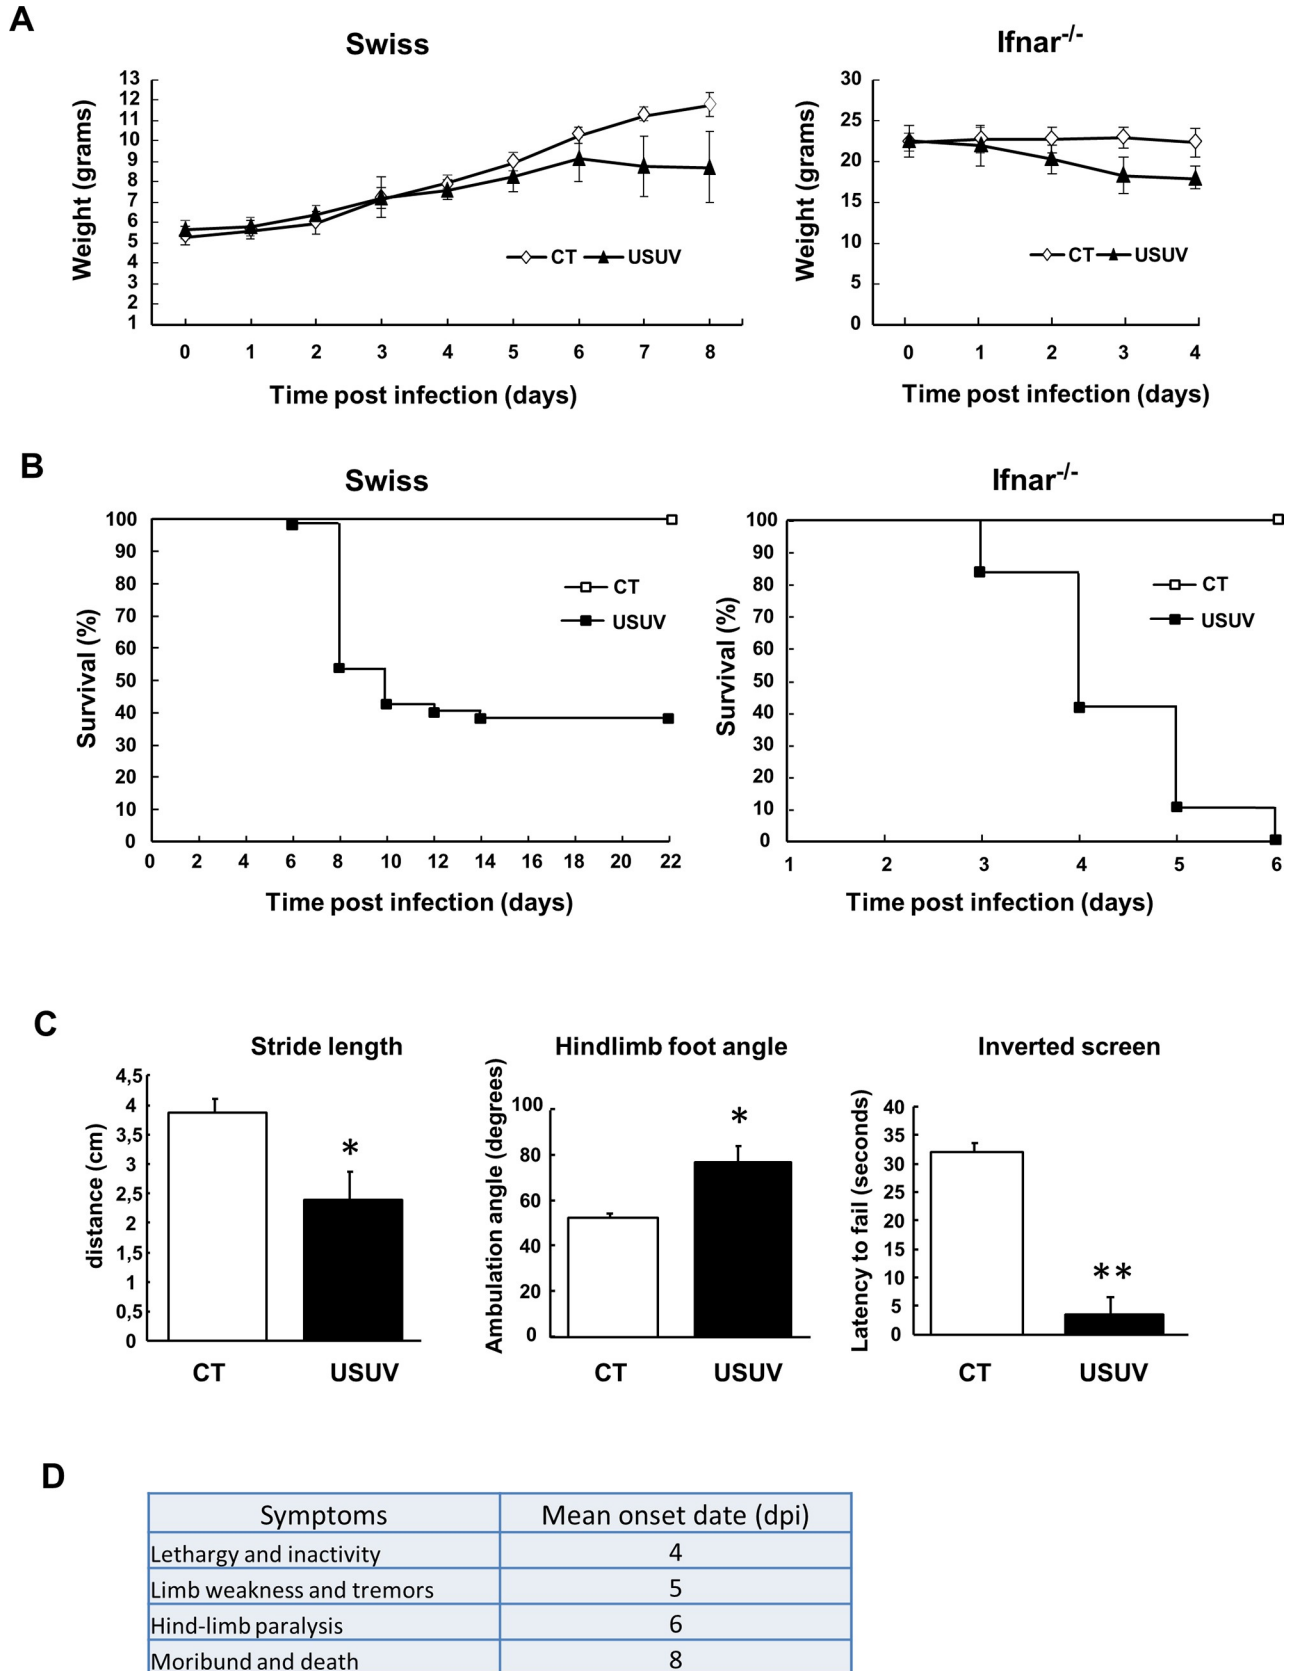 A
Swiss
Ifnar-/-
Weight (grams)
13
12
11
10
9
8
7
6
5
4
3
2
1
CT
USUV
0 1 2 3 4 5 6 7 8
Time post infection (days)
Weight (grams)
30
25
20
15
10
5
0
CT
USUV
0 1 2 3 4
Time post infection (days)
B
Swiss
Ifnar-/-
Survival (%)
100
90
80
70
60
50
40
30
20
10
0
CT
USUV
0 2 4 6 8 10 12 14 16 18 20 22
Time post infection (days)
Survival (%)
100
90
80
70
60
50
40
30
20
10
0
CT
USUV
1 2 3 4 5 6
Time post infection (days)
C
Stride length
distance (cm)
4,5
4
3,5
3
2,5
2
1,5
1
0,5
0
*
CT USUV
Hindlimb foot angle
Ambulation angle (degrees)
100
80
60
40
20
0
*
CT USUV
Inverted screen
Latency to fail (seconds)
40
35
30
25
20
15
10
5
0
**
CT USUV
D
Symptoms Mean onset date (dpi)
Lethargy and inactivity 4
Limb weakness and tremors 5
Hind-limb paralysis 6
Moribund and death 8